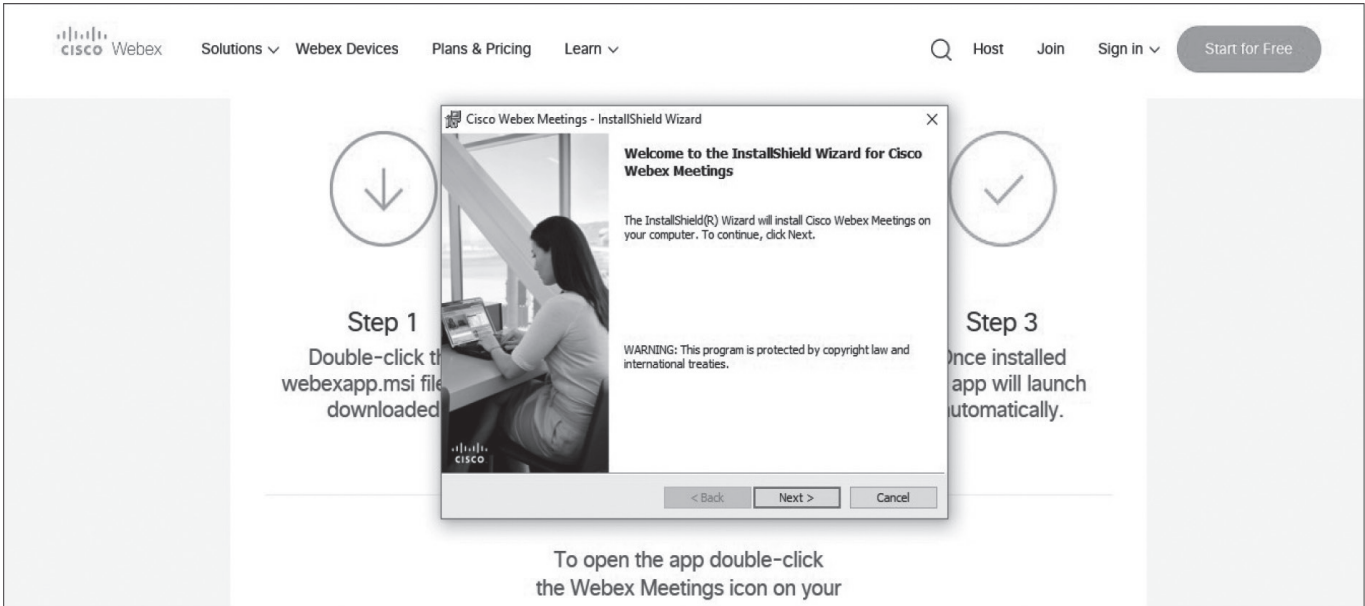 CISCO Webex Solutions Webex Devices Plans & Pricing Learn Host Join Sign in Start for Free
Cisco Webex Meetings - InstallShield Wizard
Welcome to the InstallShield Wizard for Cisco
Webex Meetings
The InstallShield(R) Wizard will install Cisco Webex Meetings on
your computer. To continue, click Next.
WARNING: This program is protected by copyright law and
international treaties.
CISCO
< Back Next > Cancel
Step 1
Double-click
webexapp.msi file
downloaded
Step 3
installed
app will launch
automatically.
To open the app double-click
the Webex Meetings icon on your